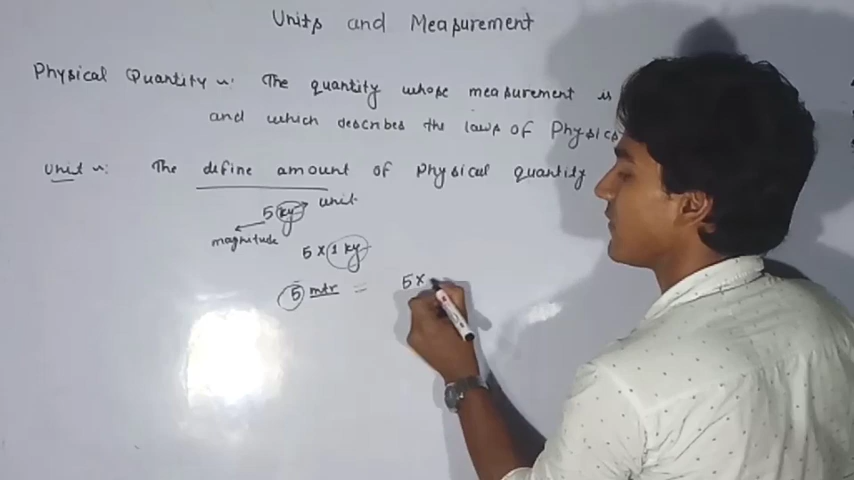 Units and Measurement
Physical Quantity :- The quantity whose measurement is
and which describes the laws of Physics
Unit :- The define amount of physical quantity
5 kg → unit
magnitude
5 x 1 kg
5 mtr = 5 x